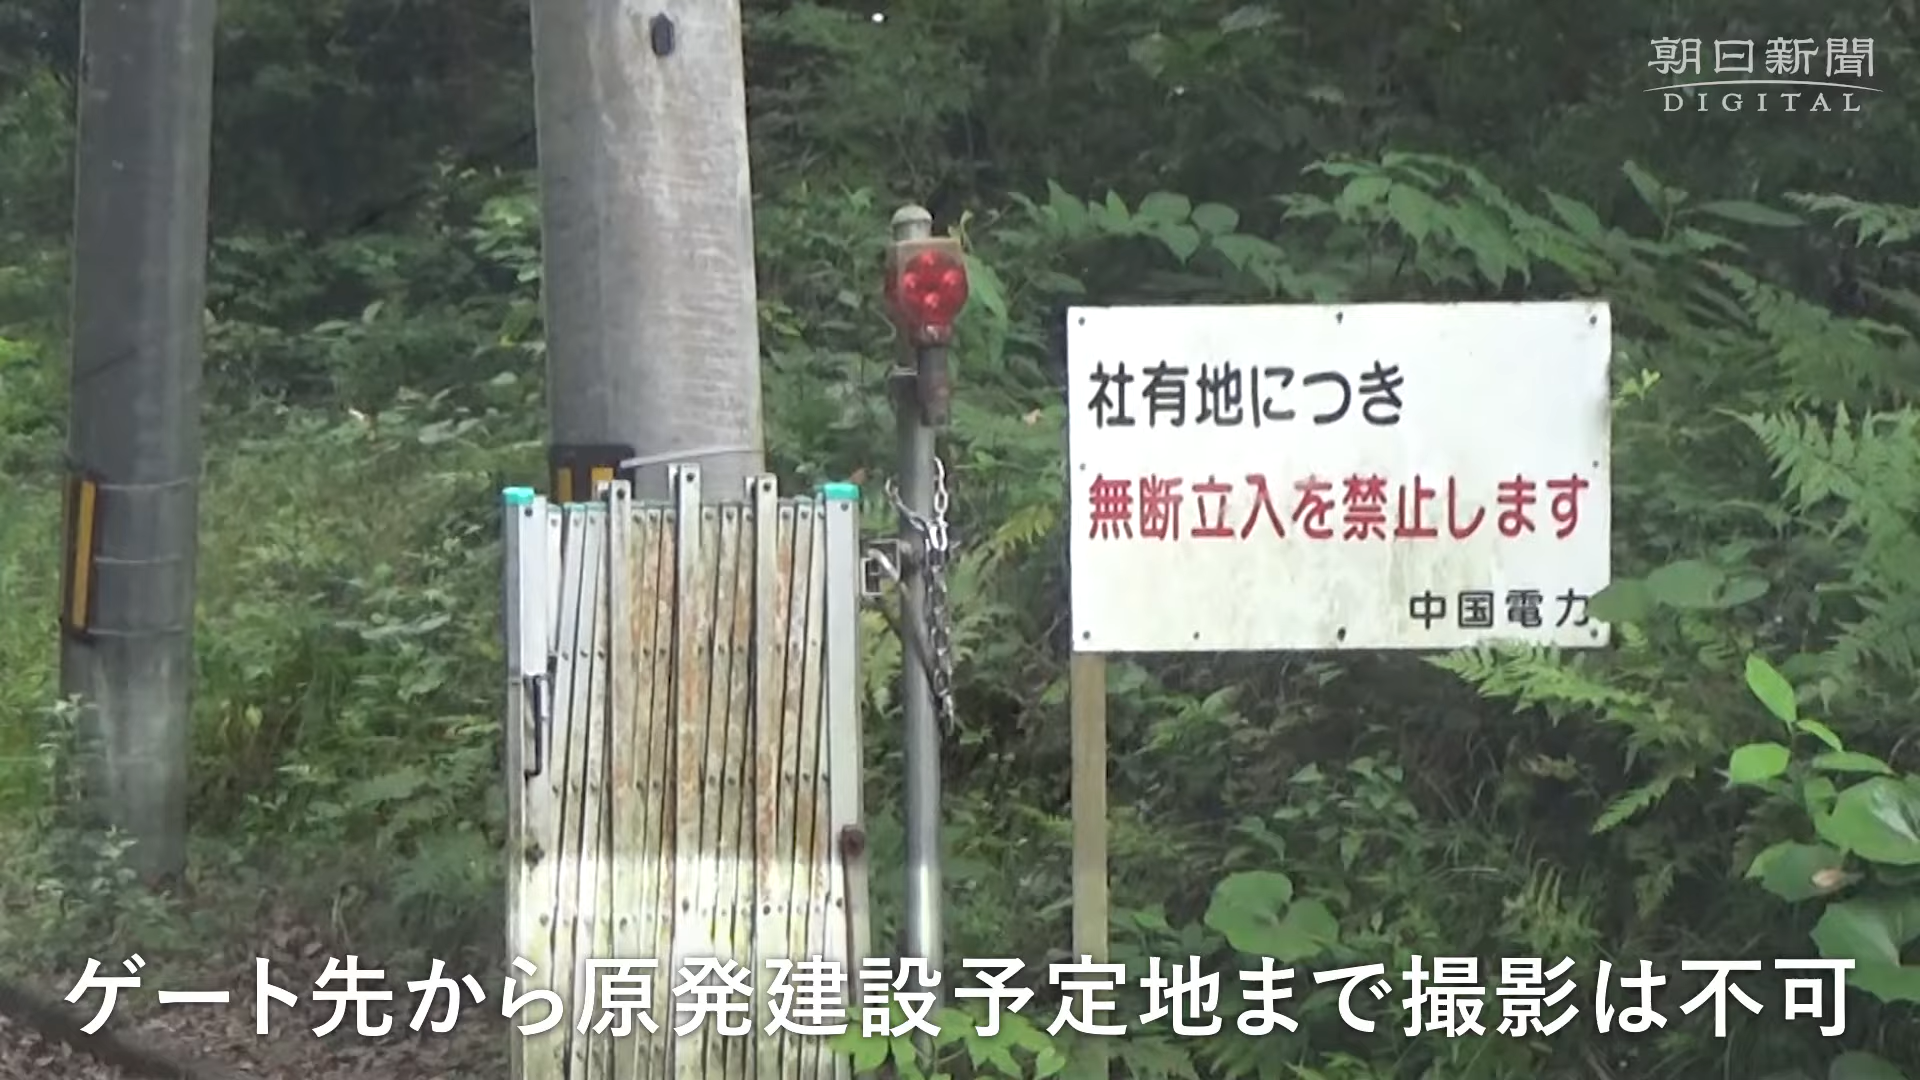 朝日新聞
DIGITAL
社有地につき
無断立入を禁止します
中国電力
ゲート先から原発建設予定地まで撮影は不可